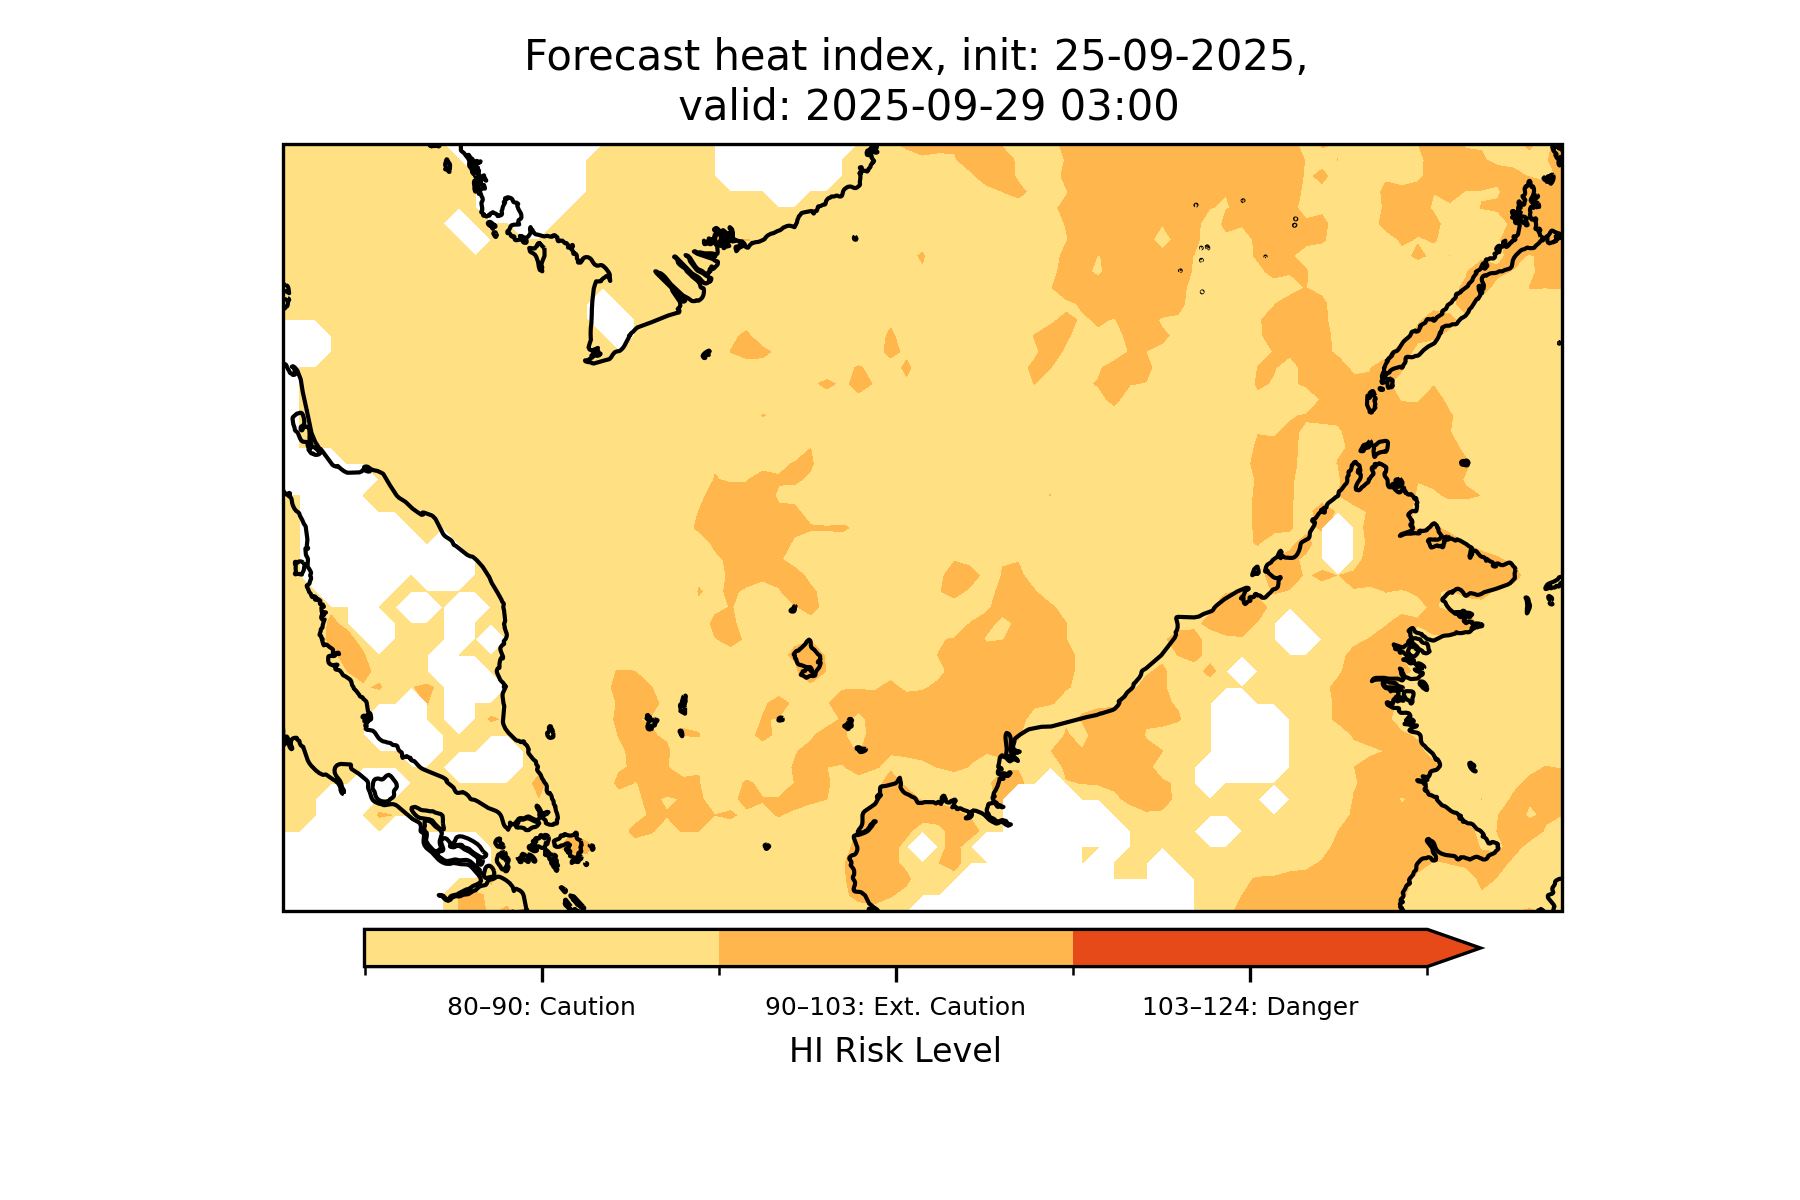 Forecast heat index, init: 25-09-2025,
valid: 2025-09-29 03:00
80–90: Caution
90–103: Ext. Caution
103–124: Danger
HI Risk Level